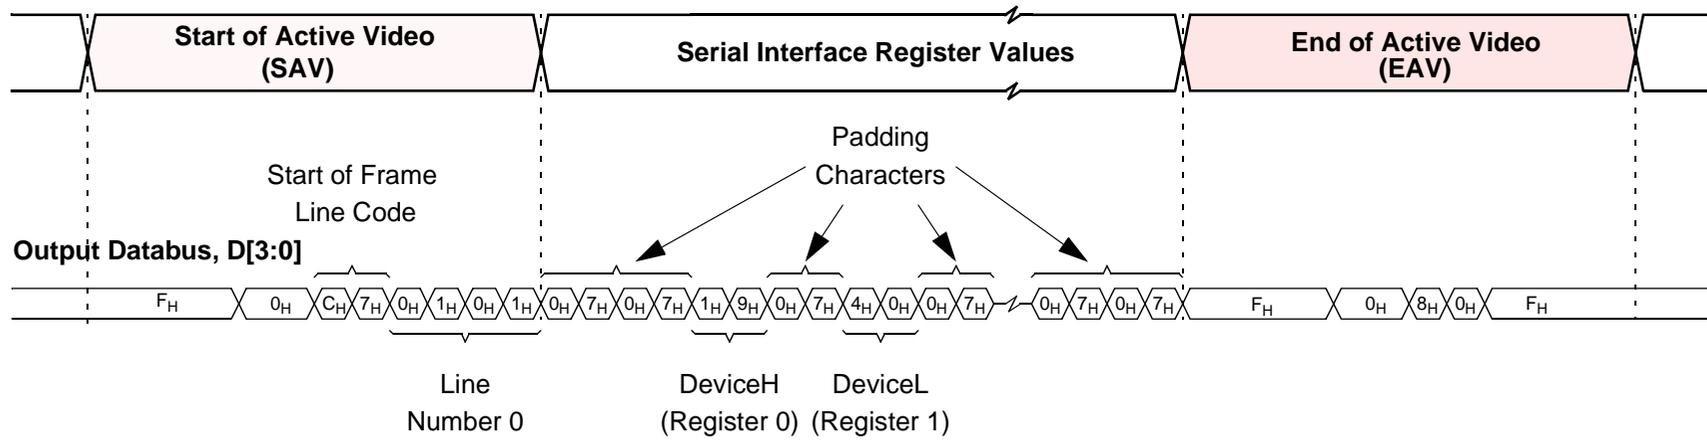 Start of Active Video
(SAV)
Serial Interface Register Values
End of Active Video
(EAV)
Padding
Characters
Start of Frame
Line Code
Output Databus, D[3:0]
FH 0H CH 7H 0H 1H 0H 1H 0H 7H 0H 7H 1H 9H 0H 7H 4H 0H 0H 7H 0H 7H 0H 7H FH 0H 8H 0H FH
Line
Number 0
DeviceH
(Register 0)
DeviceL
(Register 1)